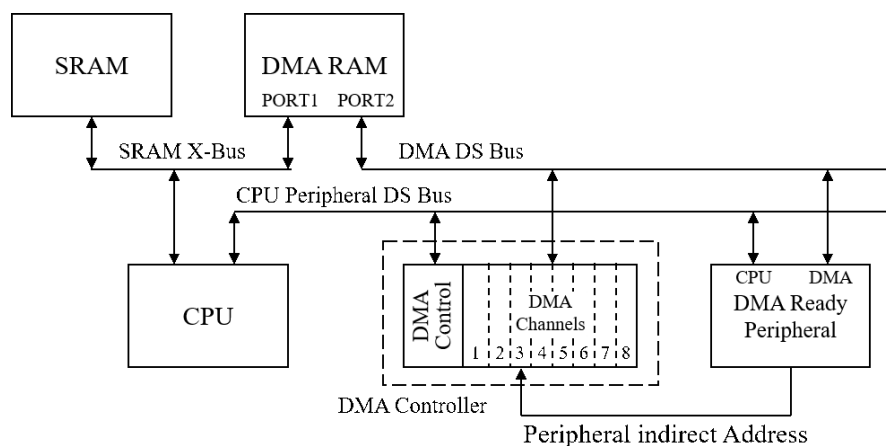 SRAM
DMA RAM
PORT1 PORT2
SRAM X-Bus
DMA DS Bus
CPU Peripheral DS Bus
CPU
DMA
Control
DMA
Channels
1 2 3 4 5 6 7 8
CPU DMA
DMA Ready
Peripheral
DMA Controller
Peripheral indirect Address